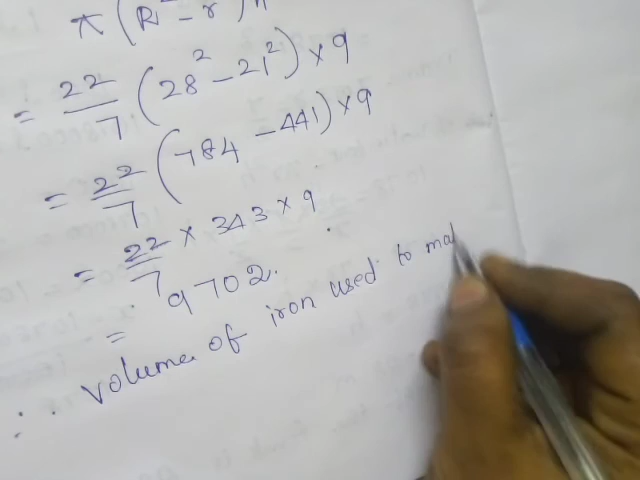 π(R² - r²)h
= 22/7 (28² - 21²) × 9
= 22/7 (784 - 441) × 9
= 22/7 × 343 × 9
= 9702.
∴ volume of iron used to ma